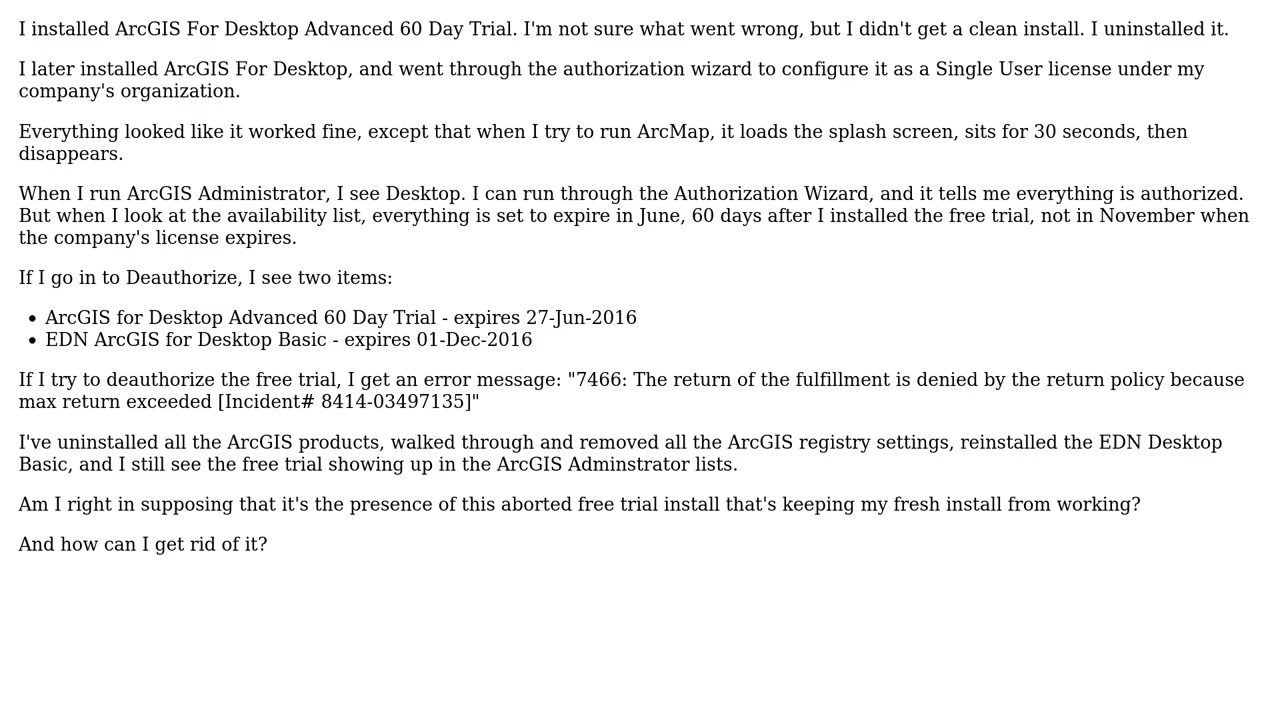 I installed ArcGIS For Desktop Advanced 60 Day Trial. I'm not sure what went wrong, but I didn't get a clean install. I uninstalled it.
I later installed ArcGIS For Desktop, and went through the authorization wizard to configure it as a Single User license under my
company's organization.
Everything looked like it worked fine, except that when I try to run ArcMap, it loads the splash screen, sits for 30 seconds, then
disappears.
When I run ArcGIS Administrator, I see Desktop. I can run through the Authorization Wizard, and it tells me everything is authorized.
But when I look at the availability list, everything is set to expire in June, 60 days after I installed the free trial, not in November when
the company's license expires.
If I go in to Deauthorize, I see two items:
• ArcGIS for Desktop Advanced 60 Day Trial - expires 27-Jun-2016
• EDN ArcGIS for Desktop Basic - expires 01-Dec-2016
If I try to deauthorize the free trial, I get an error message: "7466: The return of the fulfillment is denied by the return policy because
max return exceeded [Incident# 8414-03497135]"
I've uninstalled all the ArcGIS products, walked through and removed all the ArcGIS registry settings, reinstalled the EDN Desktop
Basic, and I still see the free trial showing up in the ArcGIS Adminstrator lists.
Am I right in supposing that it's the presence of this aborted free trial install that's keeping my fresh install from working?
And how can I get rid of it?